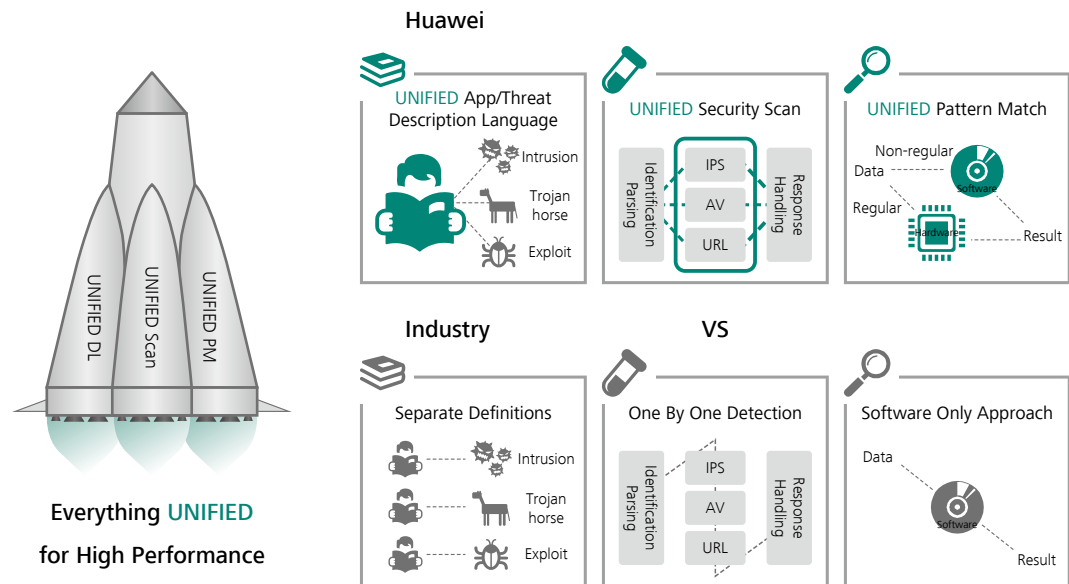 Huawei
UNIFIED App/Threat
Description Language
Intrusion
Trojan
horse
Exploit
UNIFIED Security Scan
Identification
Parsing
IPS
AV
URL
Response
Handling
UNIFIED Pattern Match
Non-regular
Data
Software
Regular
Hardware
Result
UNIFIED DL
UNIFIED Scan
UNIFIED PM
Everything UNIFIED
for High Performance
Industry
VS
Separate Definitions
Intrusion
Trojan
horse
Exploit
One By One Detection
Identification
Parsing
IPS
AV
URL
Response
Handling
Software Only Approach
Data
Software
Result